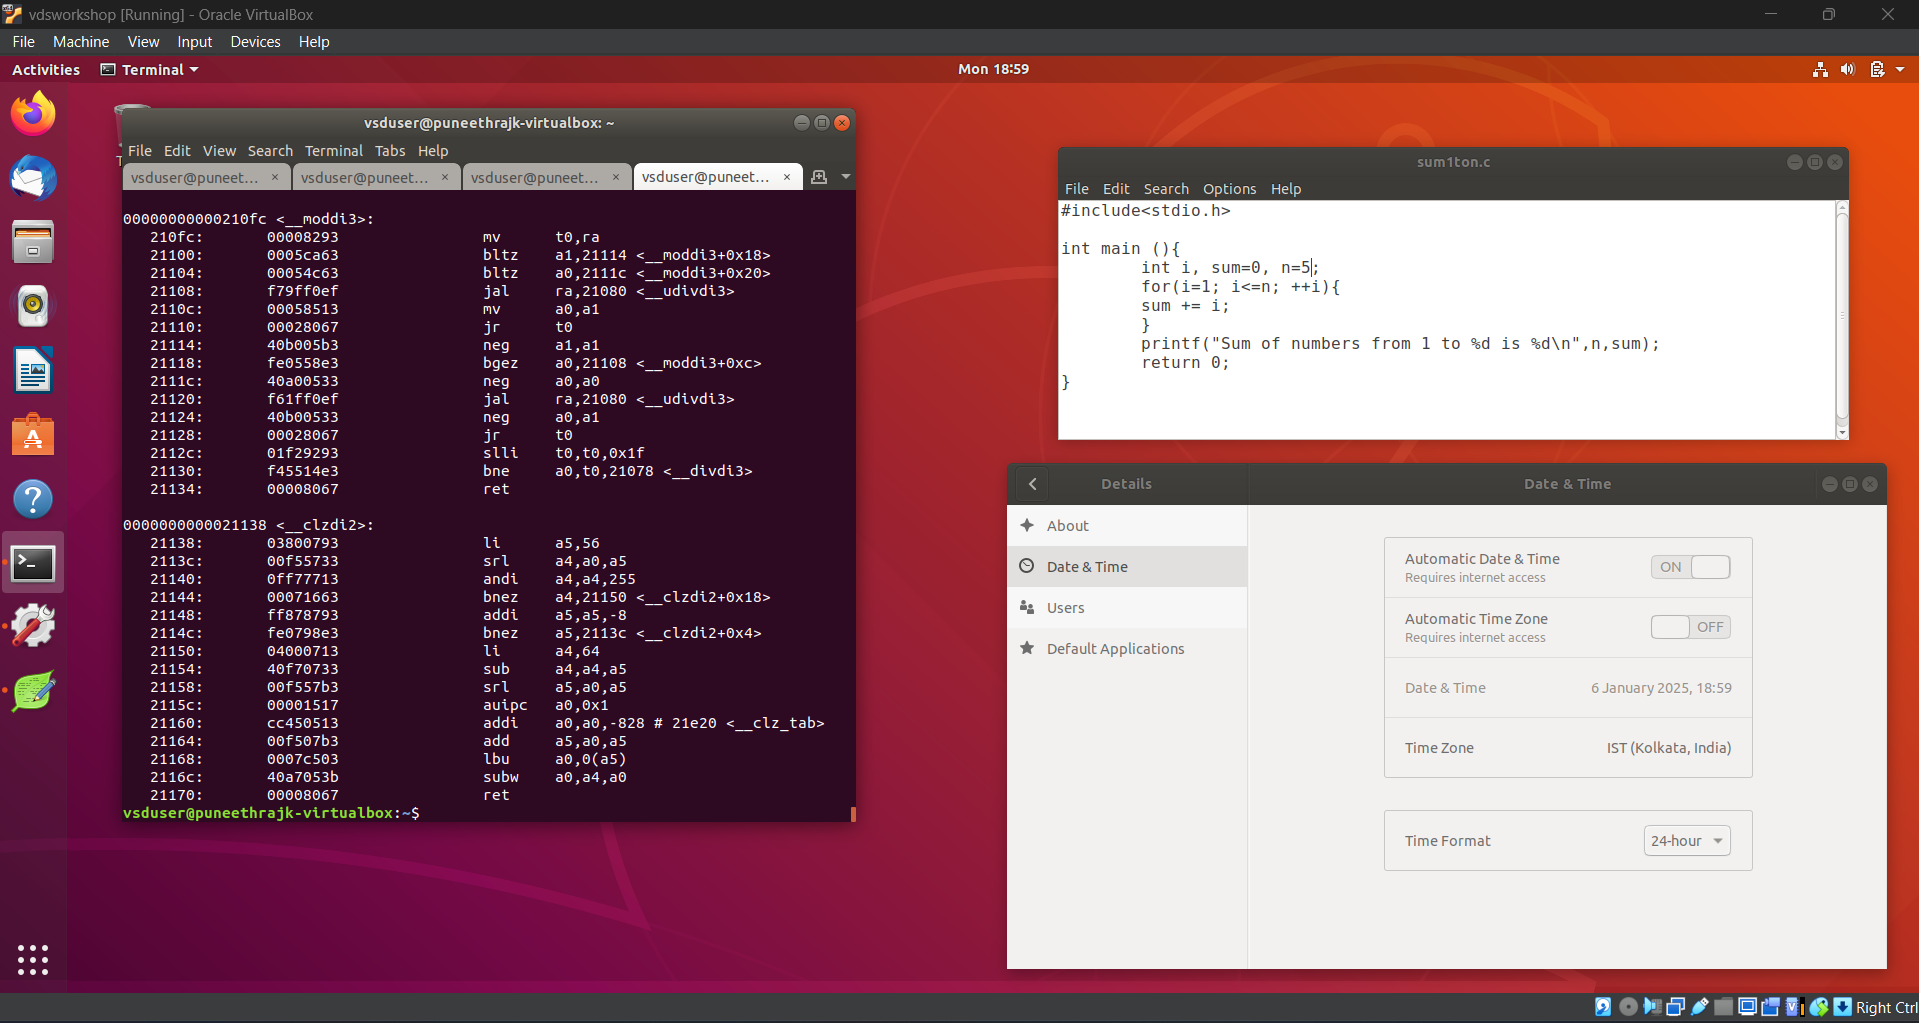 vdsworkshop [Running] - Oracle VirtualBox
File Machine View Input Devices Help
Activities Terminal Mon 18:59
vsduser@puneethrajk-virtualbox: ~
File Edit View Search Terminal Tabs Help
vsduser@puneet... × vsduser@puneet... × vsduser@puneet... × vsduser@puneet... ×
00000000000210fc <__moddi3>:
210fc: 00008293 mv t0,ra
21100: 0005ca63 bltz a1,21114 <__moddi3+0x18>
21104: 00054c63 bltz a0,2111c <__moddi3+0x20>
21108: f79ff0ef jal ra,21080 <__udivdi3>
2110c: 00058513 mv a0,a1
21110: 00028067 jr t0
21114: 40b005b3 neg a1,a1
21118: fe0558e3 bgez a0,21108 <__moddi3+0xc>
2111c: 40a00533 neg a0,a0
21120: f61ff0ef jal ra,21080 <__udivdi3>
21124: 40b00533 neg a0,a1
21128: 00028067 jr t0
2112c: 01f29293 slli t0,t0,0x1f
21130: f45514e3 bne a0,t0,21078 <__divdi3>
21134: 00008067 ret
0000000000021138 <__clzdi2>:
21138: 03800793 li a5,56
2113c: 00f55733 srl a4,a0,a5
21140: 0ff77713 andi a4,a4,255
21144: 00071663 bnez a4,21150 <__clzdi2+0x18>
21148: ff878793 addi a5,a5,-8
2114c: fe0798e3 bnez a5,2113c <__clzdi2+0x4>
21150: 04000713 li a4,64
21154: 40f70733 sub a4,a4,a5
21158: 00f557b3 srl a5,a0,a5
2115c: 00001517 auipc a0,0x1
21160: cc450513 addi a0,a0,-828 # 21e20 <__clz_tab>
21164: 00f507b3 add a5,a0,a5
21168: 0007c503 lbu a0,0(a5)
2116c: 40a7053b subw a0,a4,a0
21170: 00008067 ret
vsduser@puneethrajk-virtualbox:~$
sum1ton.c
File Edit Search Options Help
#include<stdio.h>
int main (){
int i, sum=0, n=5;
for(i=1; i<=n; ++i){
sum += i;
}
printf("Sum of numbers from 1 to %d is %d\n",n,sum);
return 0;
}
Details Date & Time
About
Date & Time
Users
Default Applications
Automatic Date & Time ON
Requires internet access
Automatic Time Zone OFF
Requires internet access
Date & Time 6 January 2025, 18:59
Time Zone IST (Kolkata, India)
Time Format 24-hour
Right Ctrl